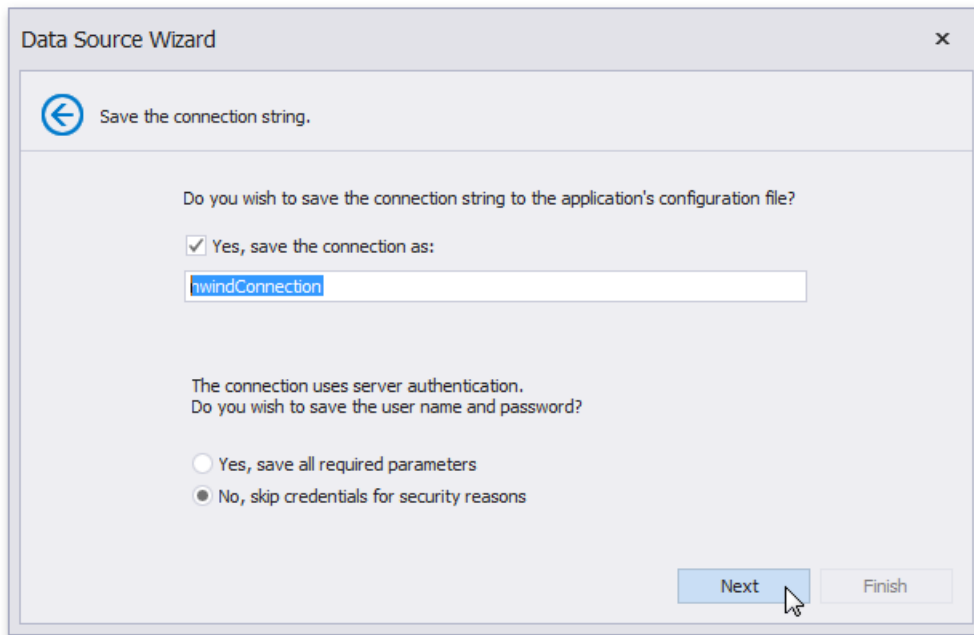 Data Source Wizard
Save the connection string.
Do you wish to save the connection string to the application's configuration file?
Yes, save the connection as:
nwindConnection
The connection uses server authentication.
Do you wish to save the user name and password?
Yes, save all required parameters
No, skip credentials for security reasons
Next
Finish